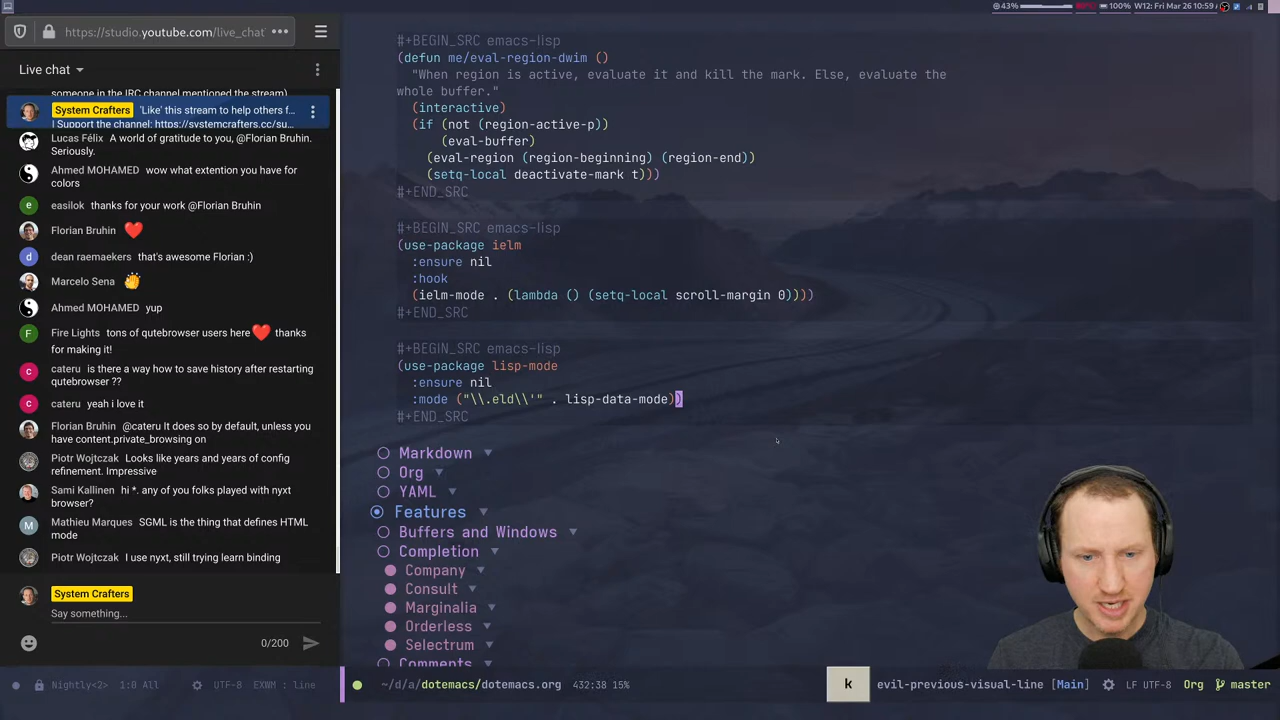 43%
100%
W12: Fri Mar 26 10:59
https://studio.youtube.com/live_chat
Live chat
someone in the IRC channel mentioned the stream)
System Crafters 'Like' this stream to help others f…
| Support the channel: https://systemcrafters.cc/su…
Lucas Félix A world of gratitude to you, @Florian Bruhin.
Seriously.
Ahmed MOHAMED wow what extention you have for
colors
easilok thanks for your work @Florian Bruhin
Florian Bruhin ❤️
dean raemaekers that's awesome Florian :)
Marcelo Sena 👏
Ahmed MOHAMED yup
Fire Lights tons of qutebrowser users here❤️ thanks
for making it!
cateru is there a way how to save history after restarting
qutebrowser ??
cateru yeah i love it
Florian Bruhin @cateru It does so by default, unless you
have content.private_browsing on
Piotr Wojtczak Looks like years and years of config
refinement. Impressive
Sami Kallinen hi *. any of you folks played with nyxt
browser?
Mathieu Marques SGML is the thing that defines HTML
mode
Piotr Wojtczak I use nyxt, still trying learn binding
System Crafters
Say something...
0/200
#+BEGIN_SRC emacs-lisp
(defun me/eval-region-dwim ()
"When region is active, evaluate it and kill the mark. Else, evaluate the
whole buffer."
(interactive)
(if (not (region-active-p))
(eval-buffer)
(eval-region (region-beginning) (region-end))
(setq-local deactivate-mark t)))
#+END_SRC
#+BEGIN_SRC emacs-lisp
(use-package ielm
:ensure nil
:hook
(ielm-mode . (lambda () (setq-local scroll-margin 0))))
#+END_SRC
#+BEGIN_SRC emacs-lisp
(use-package lisp-mode
:ensure nil
:mode ("\\.eld\\'" . lisp-data-mode))
#+END_SRC
Markdown
Org
YAML
Features
Buffers and Windows
Completion
Company
Consult
Marginalia
Orderless
Selectrum
Comments
Nightly<2> 1:0 All UTF-8 EXWM : line
~/d/a/dotemacs/dotemacs.org 432:38 15%
k evil-previous-visual-line [Main] LF UTF-8 Org master